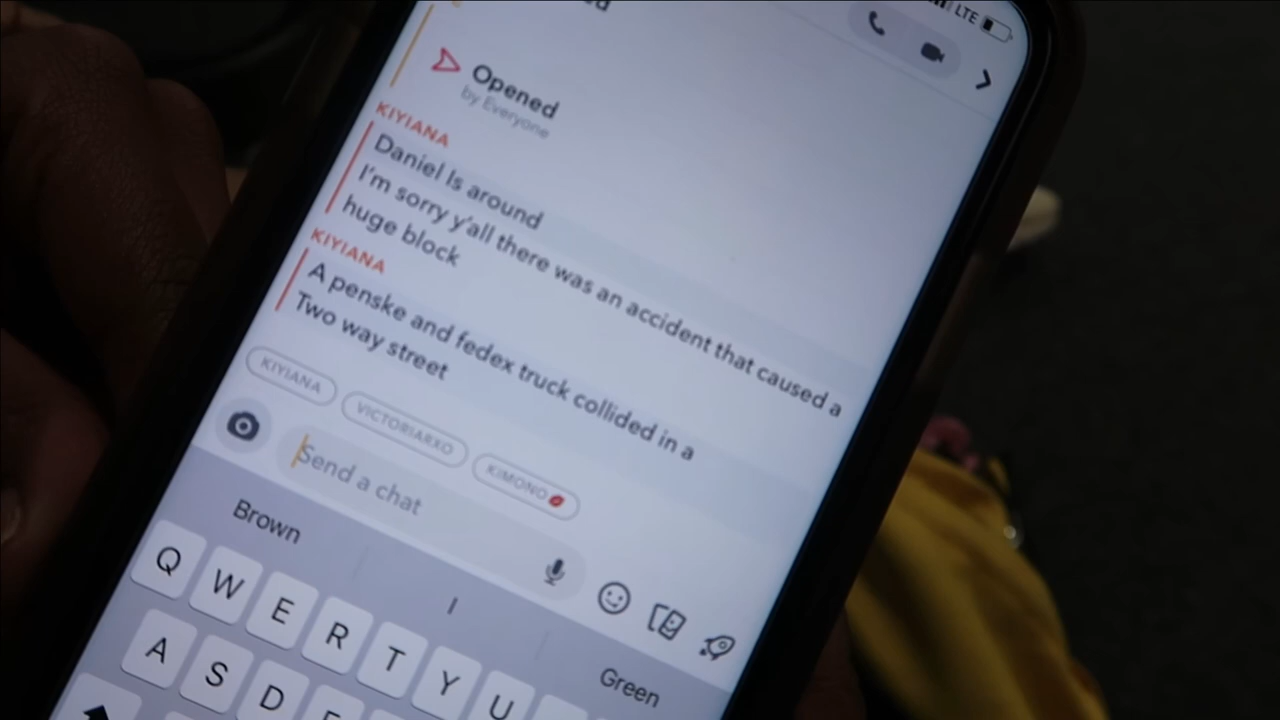 LTE
Opened
by Everyone
KIYIANA
Daniel Is around
I'm sorry y'all there was an accident that caused a
huge block
KIYIANA
A penske and fedex truck collided in a
Two way street
KIYIANA VICTORIARXO KIMONO
Send a chat
Brown I Green
Q W E R T Y U
A S D